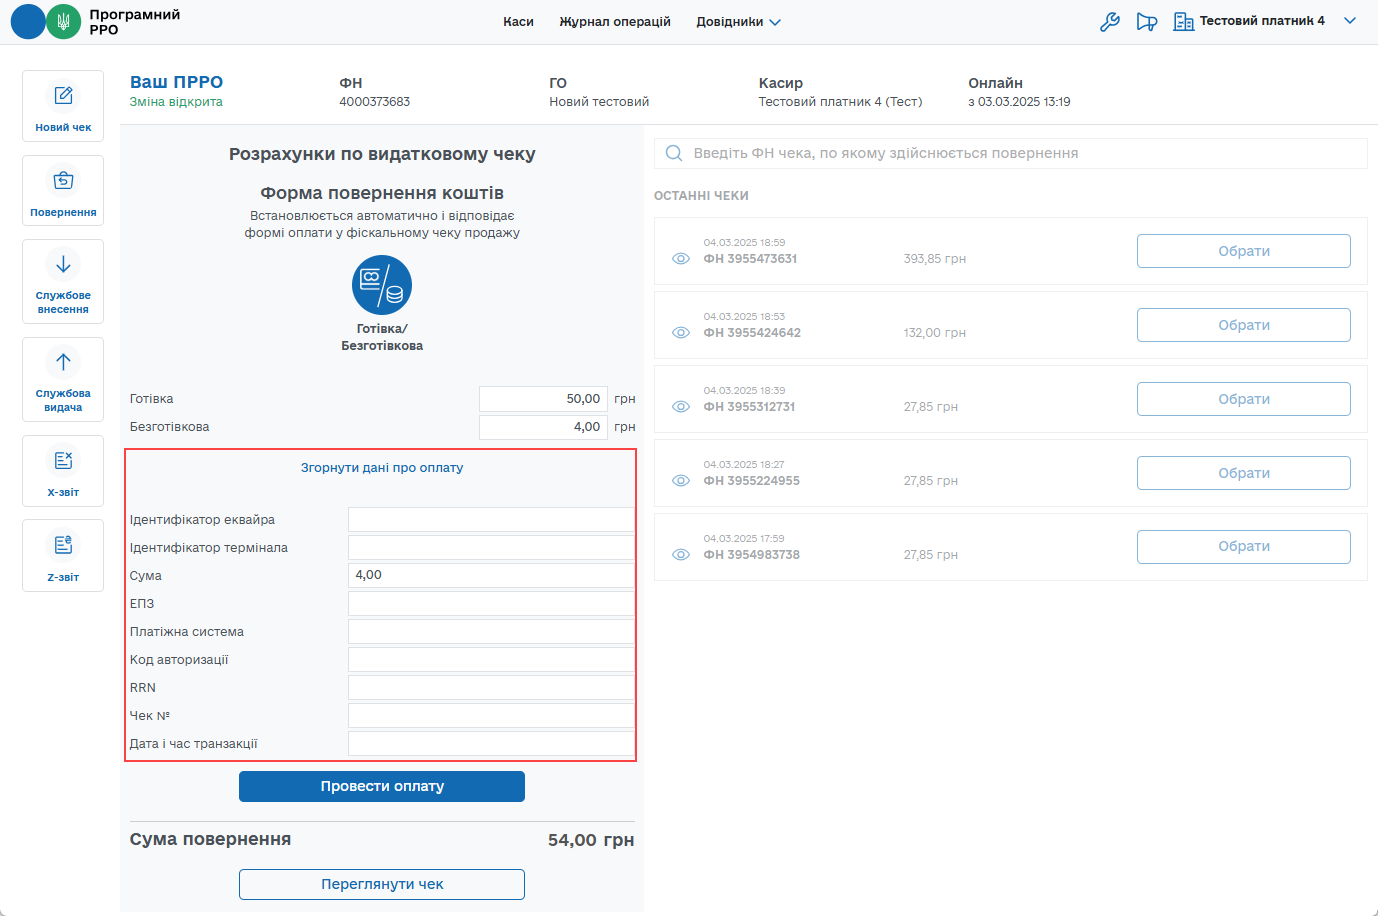 Програмний
РРО
Каси
Журнал операцій
Довідники
Тестовий платник 4
Новий чек
Повернення
Службове
внесення
Службова
видача
X-звіт
Z-звіт
Ваш ПРРО
Зміна відкрита
ФН
4000373683
ГО
Новий тестовий
Касир
Тестовий платник 4 (Тест)
Онлайн
з 03.03.2025 13:19
Розрахунки по видатковому чеку
Форма повернення коштів
Встановлюється автоматично і відповідає
формі оплати у фіскальному чеку продажу
Готівка/
Безготівкова
Готівка 50,00 грн
Безготівкова 4,00 грн
Згорнути дані про оплату
Ідентифікатор еквайра
Ідентифікатор термінала
Сума 4,00
ЕПЗ
Платіжна система
Код авторизації
RRN
Чек №
Дата і час транзакції
Провести оплату
Сума повернення 54,00 грн
Переглянути чек
Введіть ФН чека, по якому здійснюється повернення
ОСТАННІ ЧЕКИ
04.03.2025 18:59
ФН 3955473631 393,85 грн Обрати
04.03.2025 18:53
ФН 3955424642 132,00 грн Обрати
04.03.2025 18:39
ФН 3955312731 27,85 грн Обрати
04.03.2025 18:27
ФН 3955224955 27,85 грн Обрати
04.03.2025 17:59
ФН 3954983738 27,85 грн Обрати